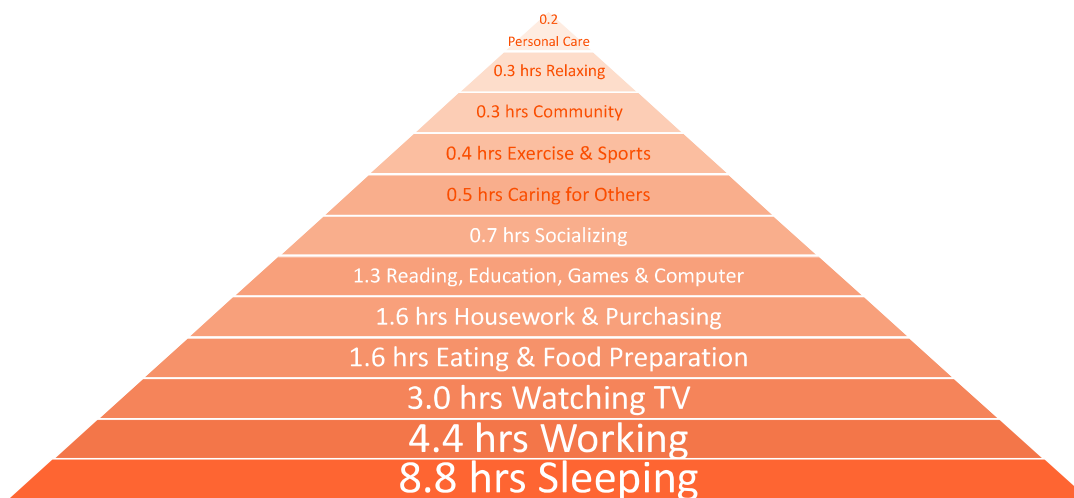 0.2
Personal Care
0.3 hrs Relaxing
0.3 hrs Community
0.4 hrs Exercise & Sports
0.5 hrs Caring for Others
0.7 hrs Socializing
1.3 Reading, Education, Games & Computer
1.6 hrs Housework & Purchasing
1.6 hrs Eating & Food Preparation
3.0 hrs Watching TV
4.4 hrs Working
8.8 hrs Sleeping